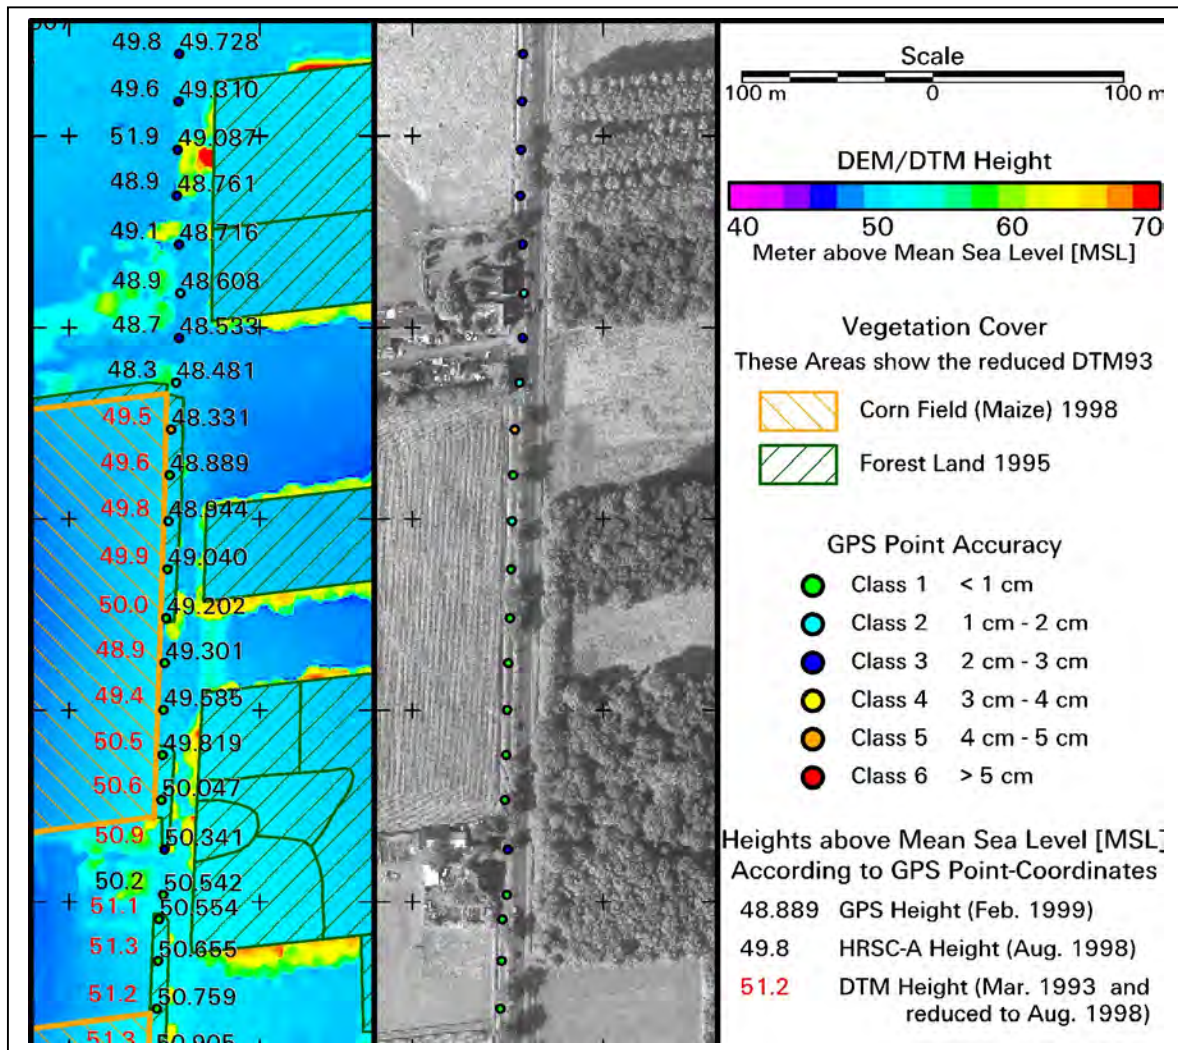 49.8 49.728
49.6 49.310
51.9 49.087
48.9 48.761
49.1 48.716
48.9 48.608
48.7 48.533
48.3 48.481
49.5 48.331
49.6 48.889
49.8 48.944
49.9 49.040
50.0 49.202
48.9 49.301
49.4 49.585
50.5 49.819
50.6 50.047
50.9 50.341
50.2 50.542
51.1 50.554
51.3 50.655
51.2 50.759
51.3 50.905
Scale
100 m 0 100 m
DEM/DTM Height
40 50 60 70
Meter above Mean Sea Level [MSL]
Vegetation Cover
These Areas show the reduced DTM93
Corn Field (Maize) 1998
Forest Land 1995
GPS Point Accuracy
Class 1 < 1 cm
Class 2 1 cm - 2 cm
Class 3 2 cm - 3 cm
Class 4 3 cm - 4 cm
Class 5 4 cm - 5 cm
Class 6 > 5 cm
Heights above Mean Sea Level [MSL]
According to GPS Point-Coordinates
48.889 GPS Height (Feb. 1999)
49.8 HRSC-A Height (Aug. 1998)
51.2 DTM Height (Mar. 1993 and
reduced to Aug. 1998)